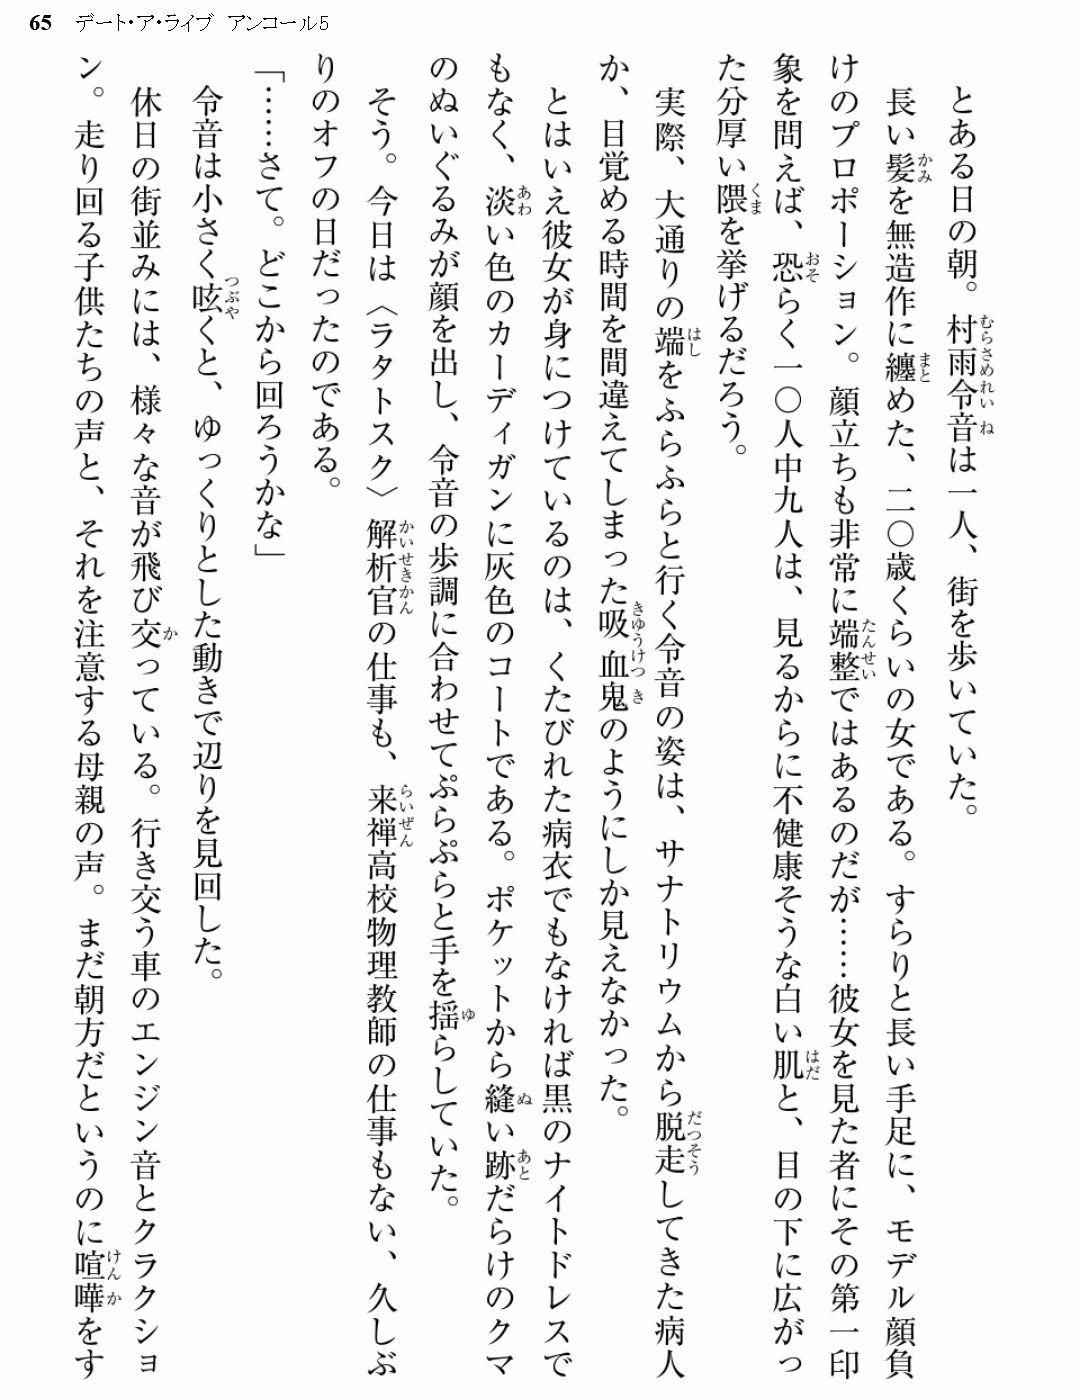 65 デート・ア・ライブ アンコール5
とある日の朝。村雨令音は一人、街を歩いていた。
長い髪を無造作に纏めた、二〇歳くらいの女である。すらりと長い手足に、モデル顔負
けのプロポーション。顔立ちも非常に端整ではあるのだが……彼女を見た者にその第一印
象を問えば、恐らく一〇人中九人は、見るからに不健康そうな白い肌と、目の下に広がっ
た分厚い隈を挙げるだろう。
実際、大通りの端をふらふらと行く令音の姿は、サナトリウムから脱走してきた病人
か、目覚める時間を間違えてしまった吸血鬼のようにしか見えなかった。
とはいえ彼女が身につけているのは、くたびれた病衣でもなければ黒のナイトドレスで
もなく、淡い色のカーディガンに灰色のコートである。ポケットから縫い跡だらけのクマ
のぬいぐるみが顔を出し、令音の歩調に合わせてぷらぷらと手を揺らしていた。
そう。今日は〈ラタトスク〉解析官の仕事も、来禅高校物理教師の仕事もない、久しぶ
りのオフの日だったのである。
「……さて。どこから回ろうかな」
令音は小さく呟くと、ゆっくりとした動きで辺りを見回した。
休日の街並みには、様々な音が飛び交っている。行き交う車のエンジン音とクラクショ
ン。走り回る子供たちの声と、それを注意する母親の声。まだ朝方だというのに喧嘩をす